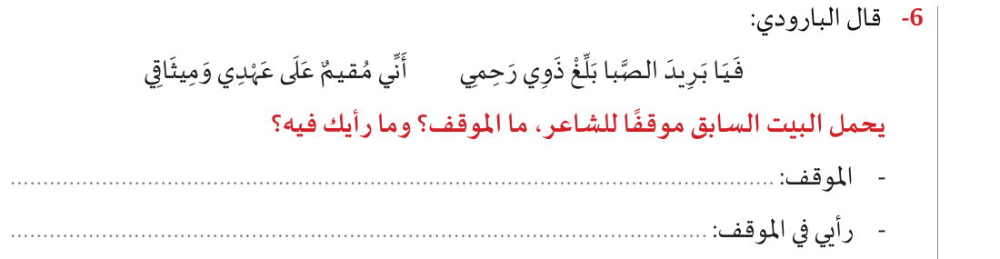 6- قال البارودي:
فَيَا بَرِيدَ الصَّبا بَلِّغْ ذَوِي رَحِمِي أَنِّي مُقيمٌ عَلَى عَهْدِي وَمِيثَاقِي
يحمل البيت السابق موقفًا للشاعر، ما الموقف؟ وما رأيك فيه؟
- الموقف: ................................................................
- رأيي في الموقف: ................................................................